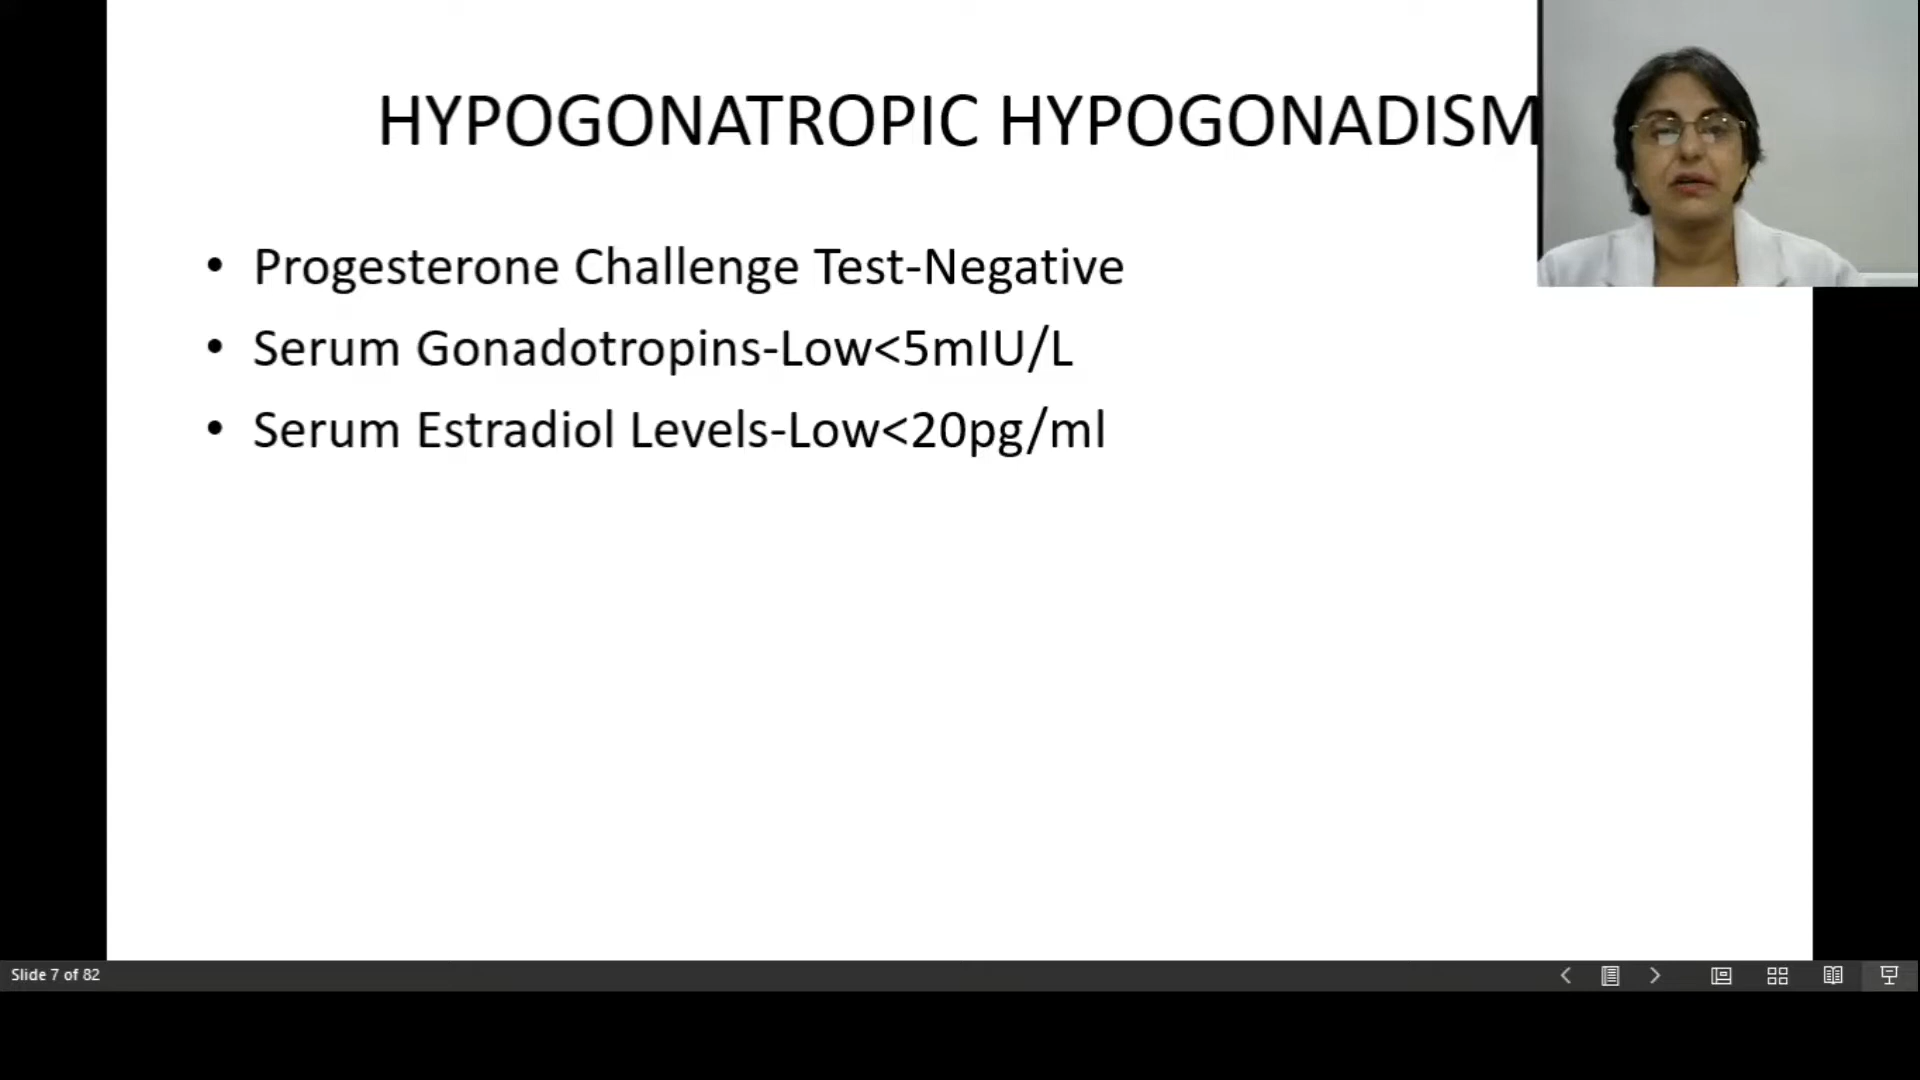 HYPOGONATROPIC HYPOGONADISM
• Progesterone Challenge Test-Negative
• Serum Gonadotropins-Low<5mIU/L
• Serum Estradiol Levels-Low<20pg/ml
Slide 7 of 82